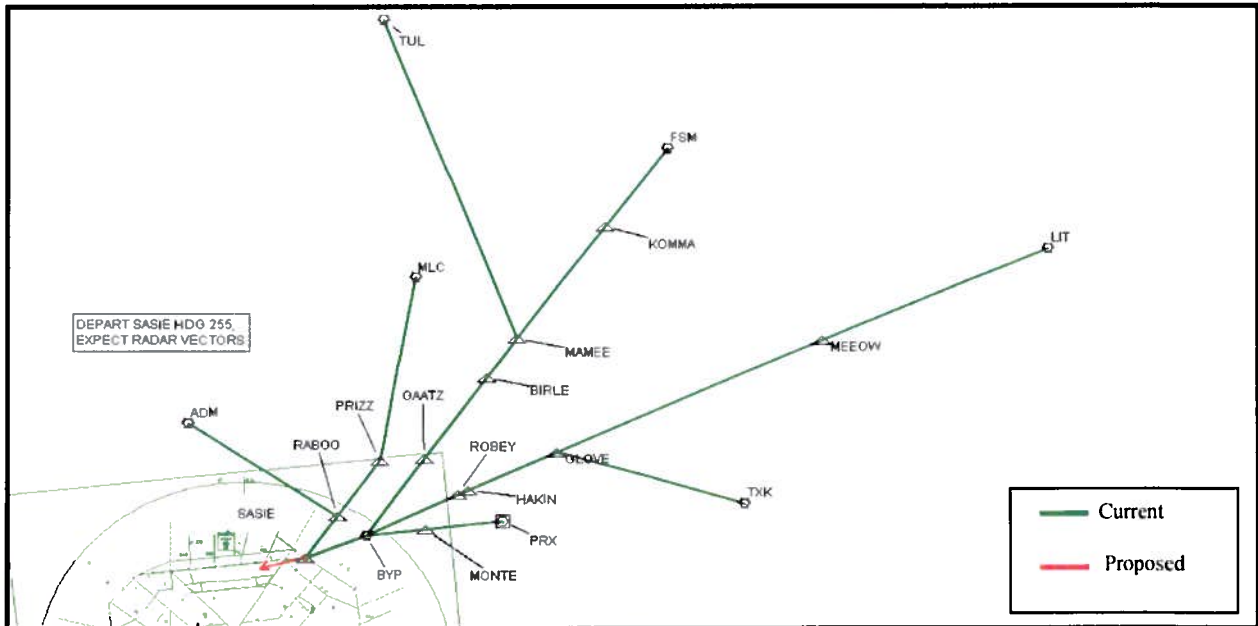 TUL
FSM
KOMMA
LIT
MLC
DEPART SASIE HDG 255,
EXPECT RADAR VECTORS
MAMEE
MEEOW
BIRLE
OAATZ
PRIZZ
ADM
RABOO
ROBEY
GLOVE
HAKIN
TXK
SASIE
PRX
BYP
MONTE
Current
Proposed